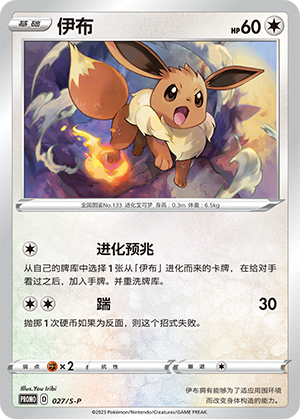 基础 伊布 HP60
全国图鉴No.133 进化宝可梦 身高：0.3m 体重：6.5kg
进化预兆
从自己的牌库中选择1张从「伊布」进化而来的卡牌，在给对手
看过之后，加入手牌。并重洗牌库。
踹 30
抛掷1次硬币如果为反面，则这个招式失败。
弱点 ×2 抗性 撤退
Illus.You Iribi
PROMO D 027/S-P
伊布拥有能够为了适应周围环境
而改变身体构造的能力。
©2023 Pokémon/Nintendo/Creatures/GAME FREAK.